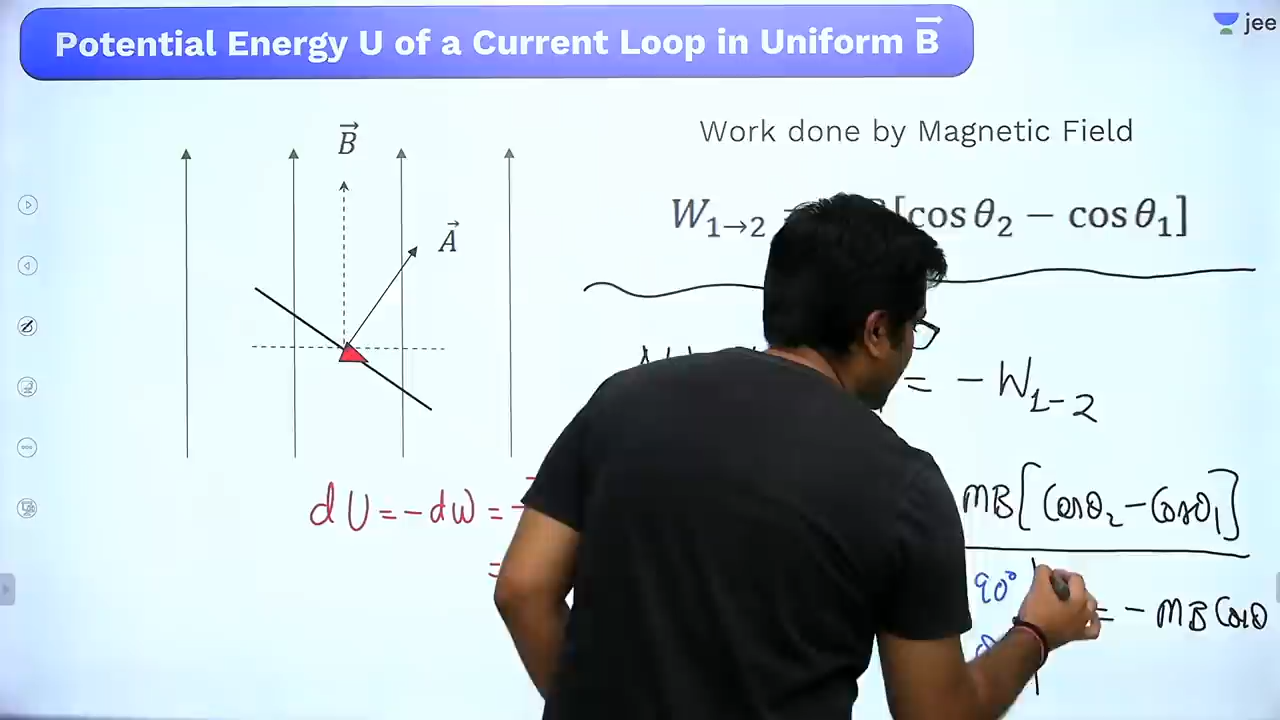 Potential Energy U of a Current Loop in Uniform B⃗
jee
B⃗
A⃗
Work done by Magnetic Field
W₁→₂ = [cos θ₂ − cos θ₁]
= − W₁₋₂
dU = −dW = −
MB[Cosθ₂ − Cosθ₁]
=
90°
= − MB Cosθ